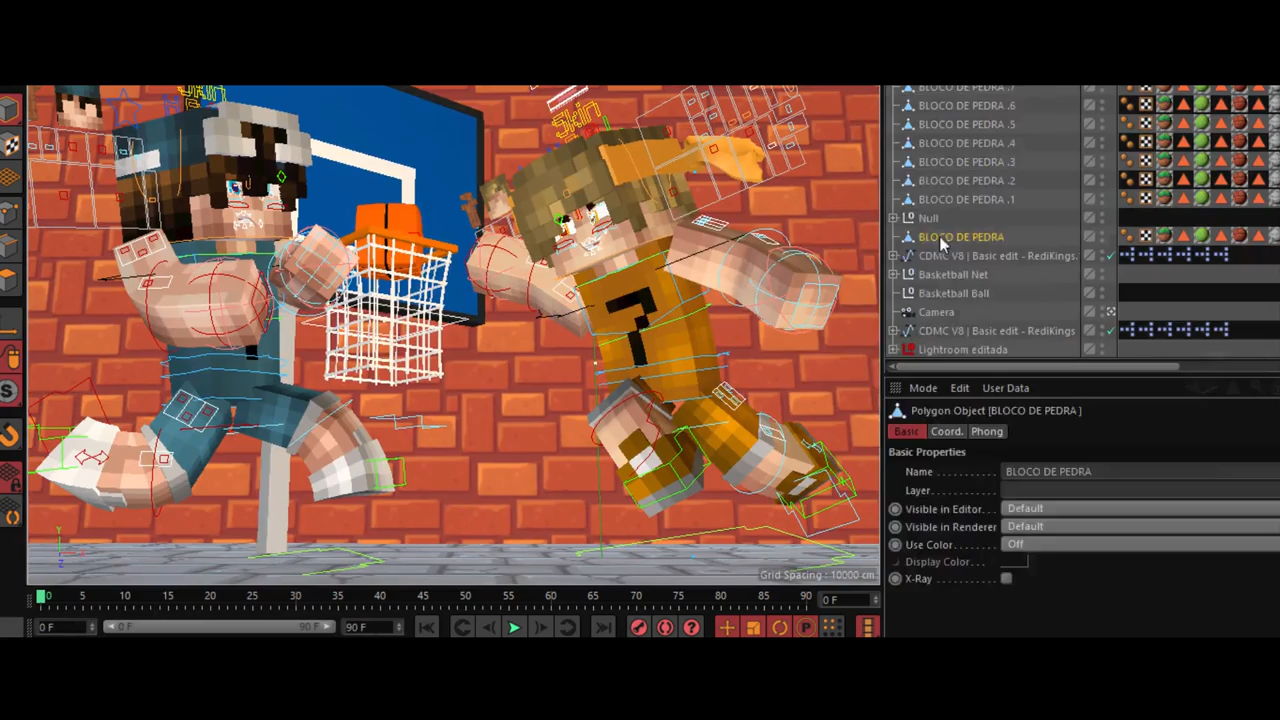 Skin
BLOCO DE PEDRA .7
BLOCO DE PEDRA .6
BLOCO DE PEDRA .5
BLOCO DE PEDRA .4
BLOCO DE PEDRA .3
BLOCO DE PEDRA .2
BLOCO DE PEDRA .1
Null
BLOCO DE PEDRA
CDMC V8 | Basic edit - RediKings.
Basketball Net
Basketball Ball
Camera
CDMC V8 | Basic edit - RediKings
Lightroom editada
Mode Edit User Data
Polygon Object [BLOCO DE PEDRA ]
Basic Coord. Phong
Basic Properties
Name BLOCO DE PEDRA
Layer
Visible in Editor Default
Visible in Renderer Default
Use Color Off
Display Color
X-Ray
Y
Z
Grid Spacing : 10000 cm
0 5 10 15 20 25 30 35 40 45 50 55 60 65 70 75 80 85 90 0 F
0 F 0 F 90 F 90 F